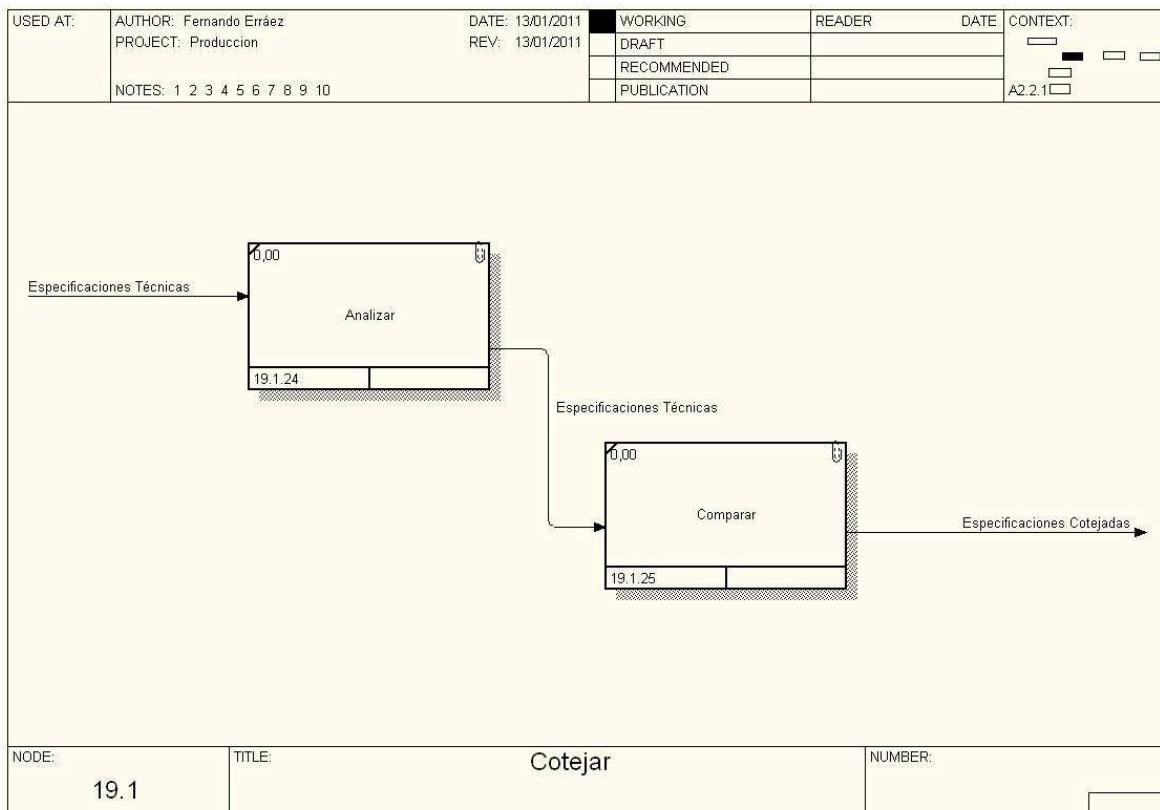 USED AT:
AUTHOR: Fernando Erráez
DATE: 13/01/2011
PROJECT: Produccion
REV: 13/01/2011
NOTES: 1 2 3 4 5 6 7 8 9 10
WORKING
DRAFT
RECOMMENDED
PUBLICATION
READER
DATE
CONTEXT:
A2.2.1
Especificaciones Técnicas
0,00
Analizar
19.1.24
Especificaciones Técnicas
0,00
Comparar
19.1.25
Especificaciones Cotejadas
NODE:
19.1
TITLE:
Cotejar
NUMBER: